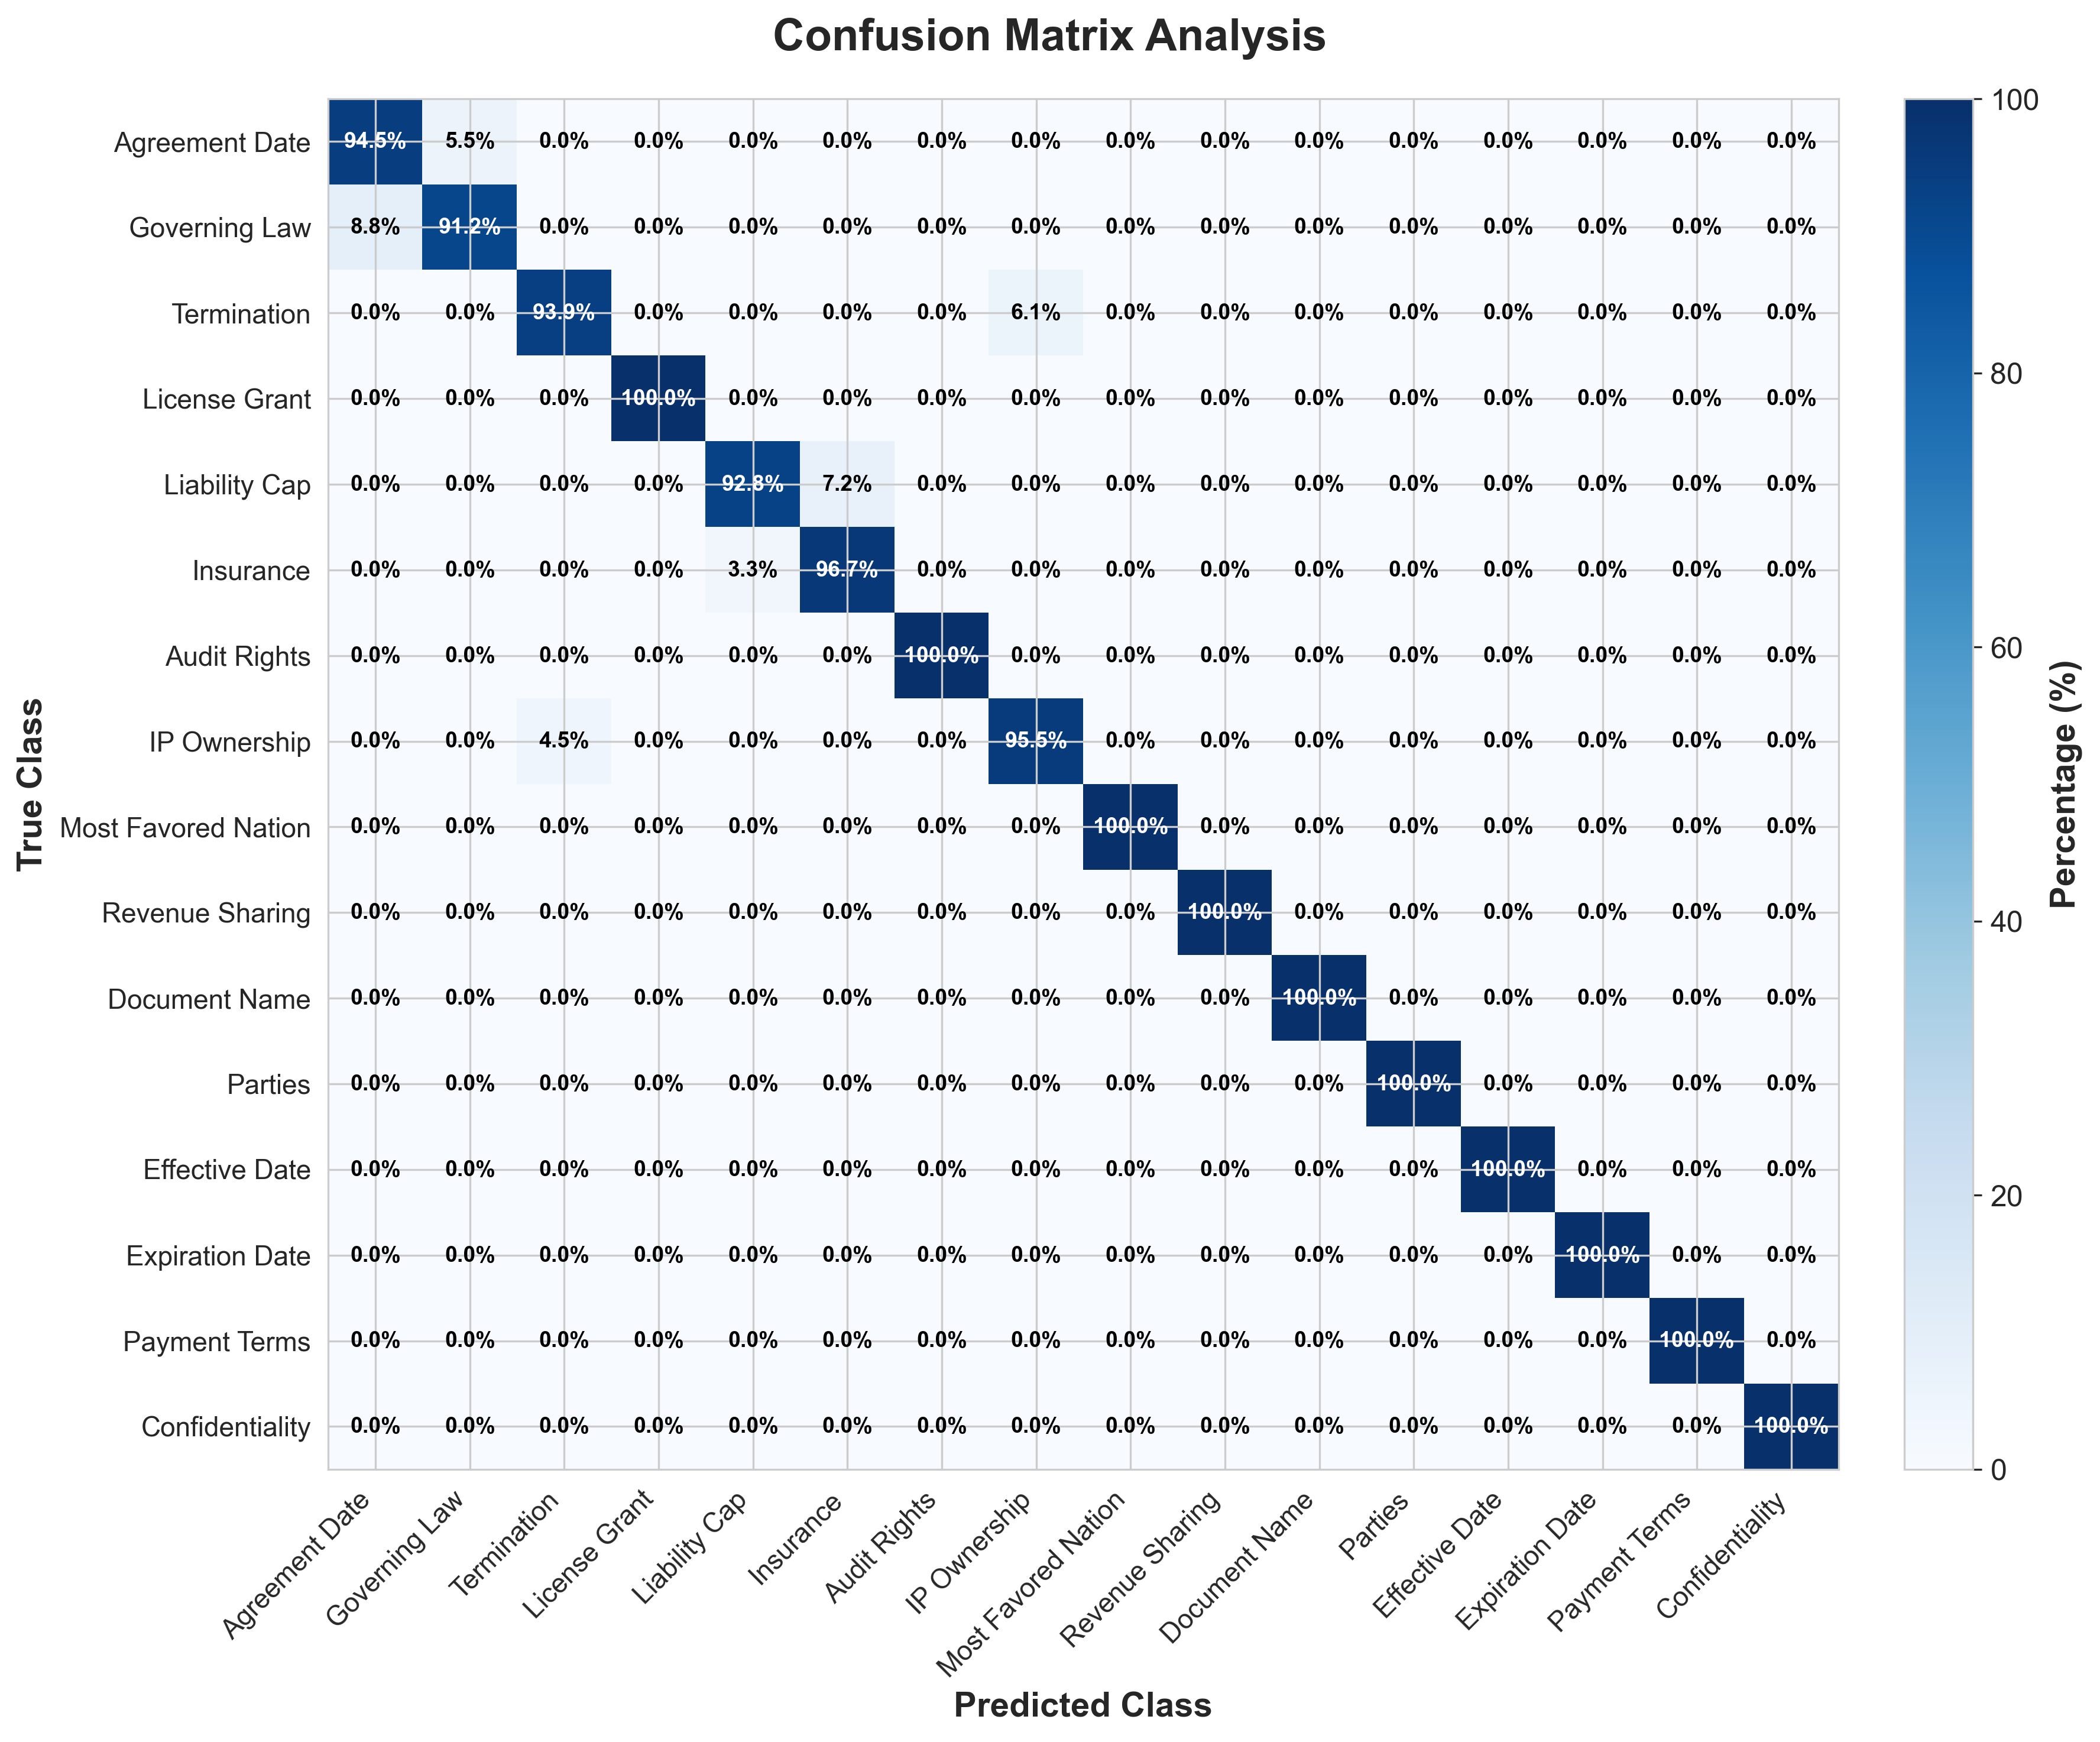 Confusion Matrix Analysis
Agreement Date 94.5% 5.5% 0.0% 0.0% 0.0% 0.0% 0.0% 0.0% 0.0% 0.0% 0.0% 0.0% 0.0% 0.0% 0.0% 0.0%
Governing Law 8.8% 91.2% 0.0% 0.0% 0.0% 0.0% 0.0% 0.0% 0.0% 0.0% 0.0% 0.0% 0.0% 0.0% 0.0% 0.0%
Termination 0.0% 0.0% 93.9% 0.0% 0.0% 0.0% 0.0% 6.1% 0.0% 0.0% 0.0% 0.0% 0.0% 0.0% 0.0% 0.0%
License Grant 0.0% 0.0% 0.0% 100.0% 0.0% 0.0% 0.0% 0.0% 0.0% 0.0% 0.0% 0.0% 0.0% 0.0% 0.0% 0.0%
Liability Cap 0.0% 0.0% 0.0% 0.0% 92.8% 7.2% 0.0% 0.0% 0.0% 0.0% 0.0% 0.0% 0.0% 0.0% 0.0% 0.0%
Insurance 0.0% 0.0% 0.0% 0.0% 3.3% 96.7% 0.0% 0.0% 0.0% 0.0% 0.0% 0.0% 0.0% 0.0% 0.0% 0.0%
Audit Rights 0.0% 0.0% 0.0% 0.0% 0.0% 0.0% 100.0% 0.0% 0.0% 0.0% 0.0% 0.0% 0.0% 0.0% 0.0% 0.0%
IP Ownership 0.0% 0.0% 4.5% 0.0% 0.0% 0.0% 0.0% 95.5% 0.0% 0.0% 0.0% 0.0% 0.0% 0.0% 0.0% 0.0%
Most Favored Nation 0.0% 0.0% 0.0% 0.0% 0.0% 0.0% 0.0% 0.0% 100.0% 0.0% 0.0% 0.0% 0.0% 0.0% 0.0% 0.0%
Revenue Sharing 0.0% 0.0% 0.0% 0.0% 0.0% 0.0% 0.0% 0.0% 0.0% 100.0% 0.0% 0.0% 0.0% 0.0% 0.0% 0.0%
Document Name 0.0% 0.0% 0.0% 0.0% 0.0% 0.0% 0.0% 0.0% 0.0% 0.0% 100.0% 0.0% 0.0% 0.0% 0.0% 0.0%
Parties 0.0% 0.0% 0.0% 0.0% 0.0% 0.0% 0.0% 0.0% 0.0% 0.0% 0.0% 100.0% 0.0% 0.0% 0.0% 0.0%
Effective Date 0.0% 0.0% 0.0% 0.0% 0.0% 0.0% 0.0% 0.0% 0.0% 0.0% 0.0% 0.0% 100.0% 0.0% 0.0% 0.0%
Expiration Date 0.0% 0.0% 0.0% 0.0% 0.0% 0.0% 0.0% 0.0% 0.0% 0.0% 0.0% 0.0% 0.0% 100.0% 0.0% 0.0%
Payment Terms 0.0% 0.0% 0.0% 0.0% 0.0% 0.0% 0.0% 0.0% 0.0% 0.0% 0.0% 0.0% 0.0% 0.0% 100.0% 0.0%
Confidentiality 0.0% 0.0% 0.0% 0.0% 0.0% 0.0% 0.0% 0.0% 0.0% 0.0% 0.0% 0.0% 0.0% 0.0% 0.0% 100.0%
True Class
Agreement Date
Governing Law
Termination
License Grant
Liability Cap
Insurance
Audit Rights
IP Ownership
Most Favored Nation
Revenue Sharing
Document Name
Parties
Effective Date
Expiration Date
Payment Terms
Confidentiality
Predicted Class
100
80
60
40
20
0
Percentage (%)